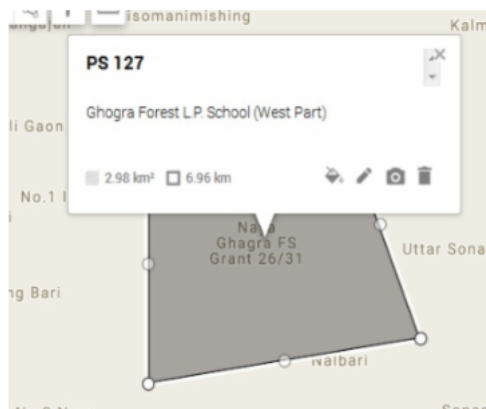 isomanimishing
Kalm
PS 127
Ghogra Forest L.P. School (West Part)
li Gaon
2.98 km² 6.96 km
No.1
Ghagra FS
Grant 26/31
Uttar Sona
ng Bari
Nalbari